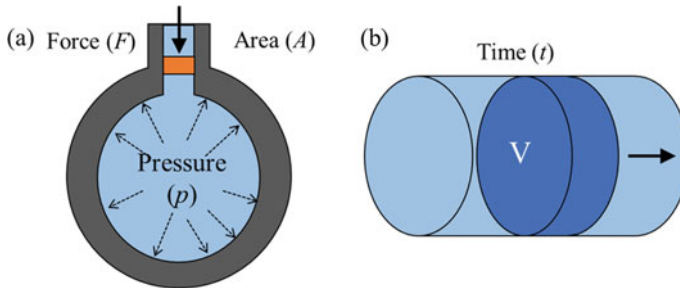 (a)
Force (F)
Area (A)
Pressure
(p)
(b)
Time (t)
V